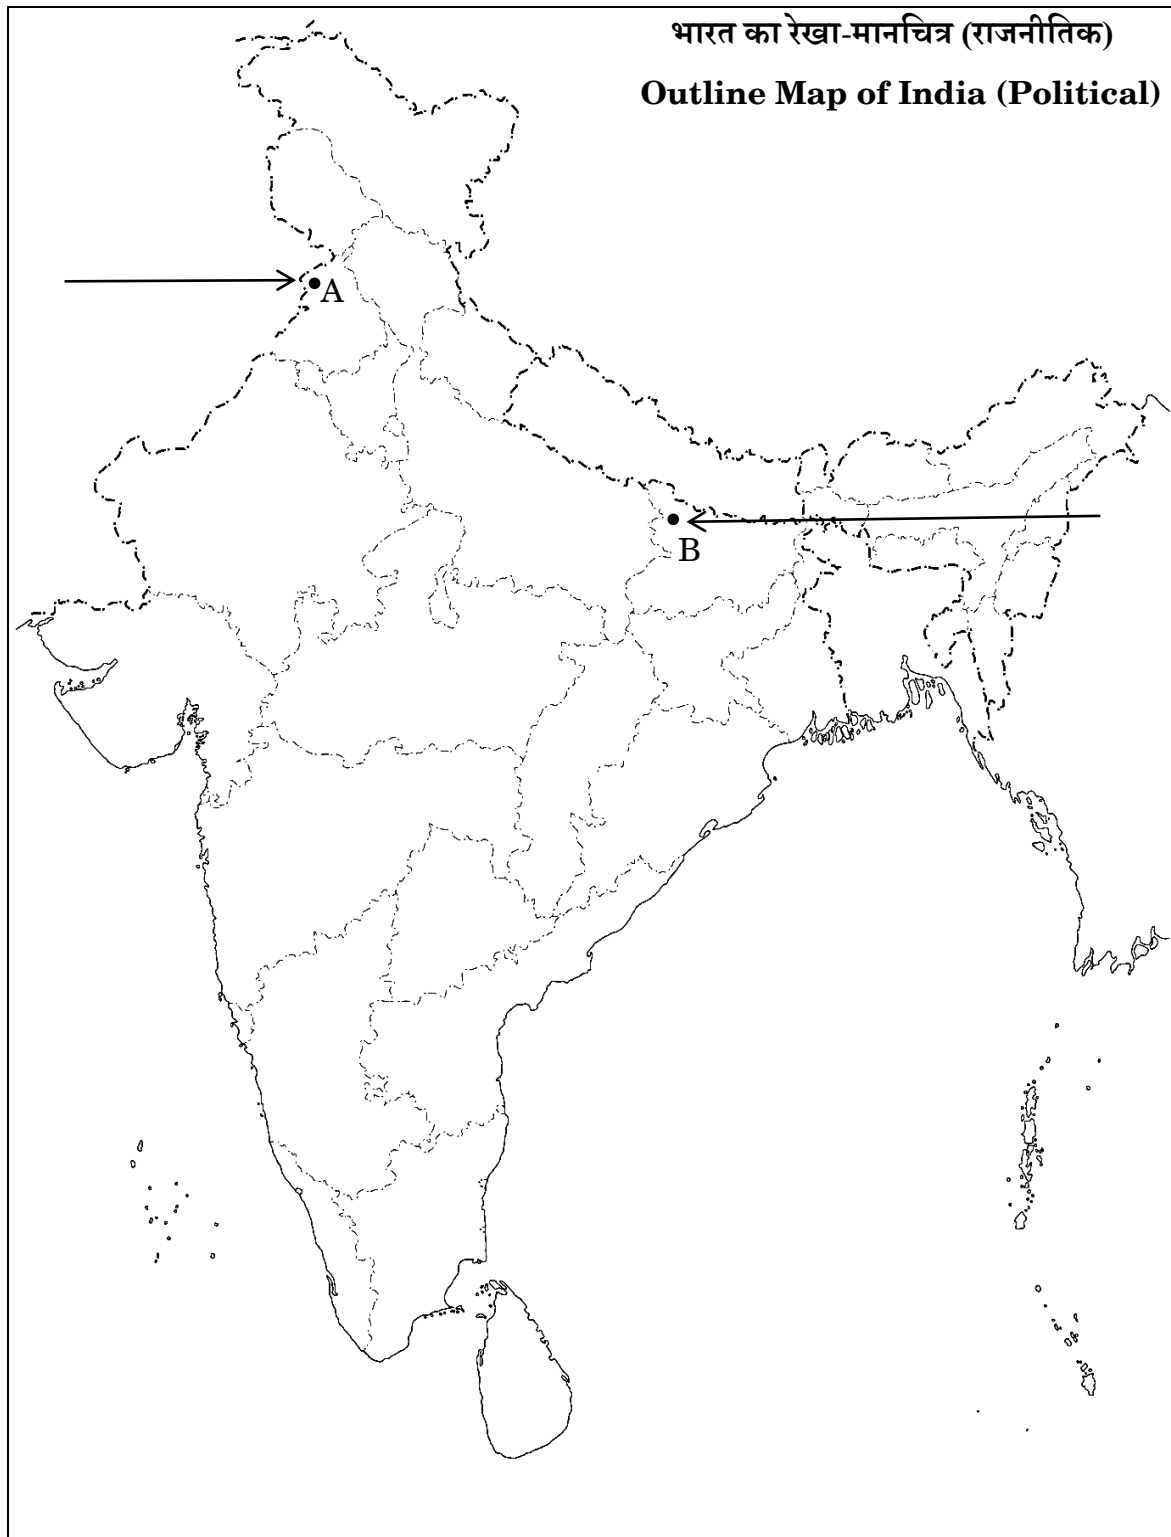 भारत का रेखा-मानचित्र (राजनीतिक)
Outline Map of India (Political)
A
B